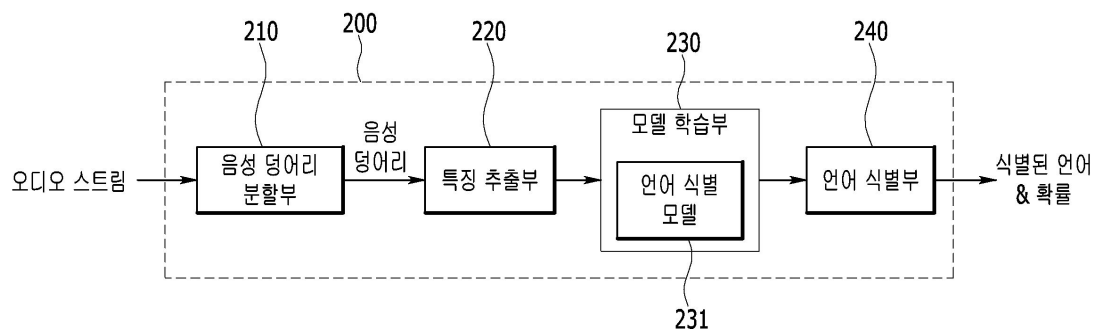 210
200
220
230
240
모델 학습부
음성
덩어리
오디오 스트림
음성 덩어리
분할부
특징 추출부
언어 식별
모델
언어 식별부
식별된 언어
& 확률
231